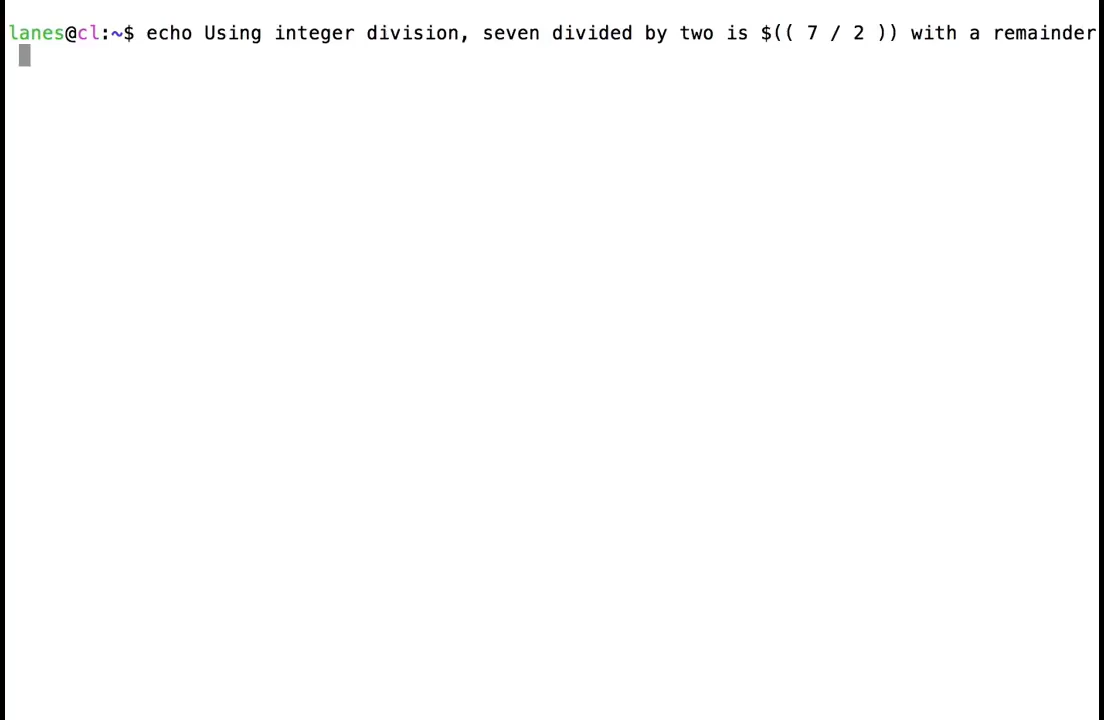 lanes@cl:~$ echo Using integer division, seven divided by two is $(( 7 / 2 )) with a remainder